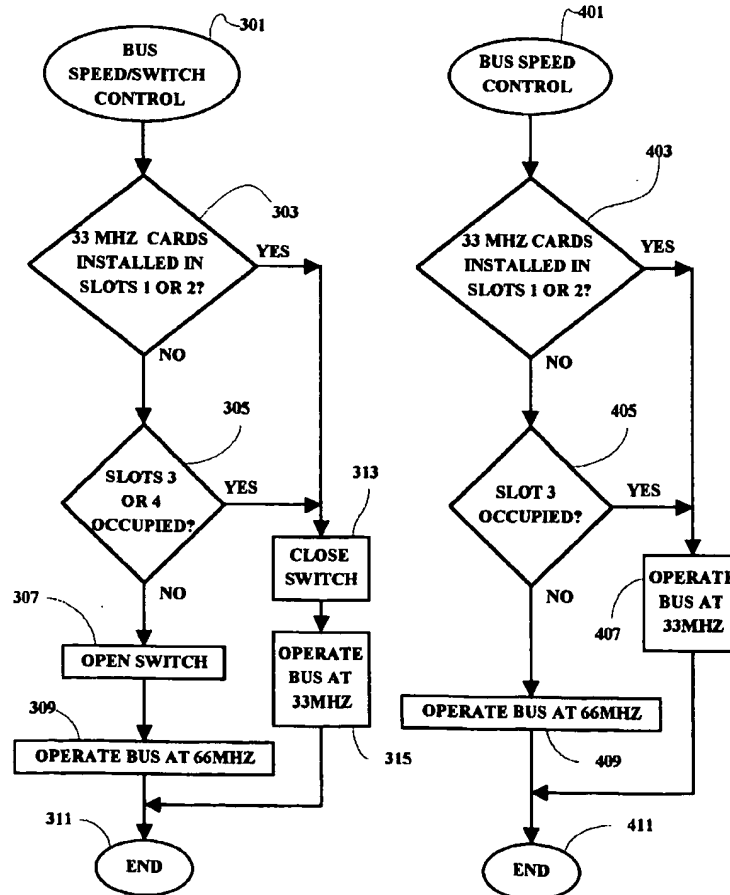 301
BUS
SPEED/SWITCH
CONTROL
303
33 MHZ CARDS
INSTALLED IN
SLOTS 1 OR 2?
YES
NO
305
SLOTS 3
OR 4
OCCUPIED?
YES
NO
313
CLOSE
SWITCH
307
OPEN SWITCH
OPERATE
BUS AT
33MHZ
315
309
OPERATE BUS AT 66MHZ
311
END
401
BUS SPEED
CONTROL
403
33 MHZ CARDS
INSTALLED IN
SLOTS 1 OR 2?
YES
NO
405
SLOT 3
OCCUPIED?
YES
NO
OPERATE
BUS AT
33MHZ
407
OPERATE BUS AT 66MHZ
409
411
END